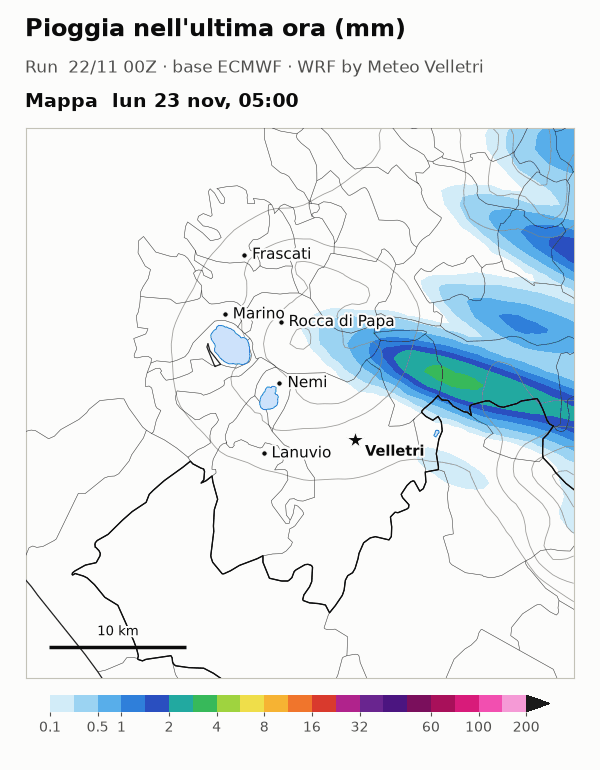 Pioggia nell'ultima ora (mm)
Run  22/11 00Z · base ECMWF · WRF by Meteo Velletri
Mappa  lun 23 nov, 05:00
Frascati
Marino
Rocca di Papa
Nemi
Velletri
Lanuvio
10 km
0.1 0.5 1 2 4 8 16 32 60 100 200